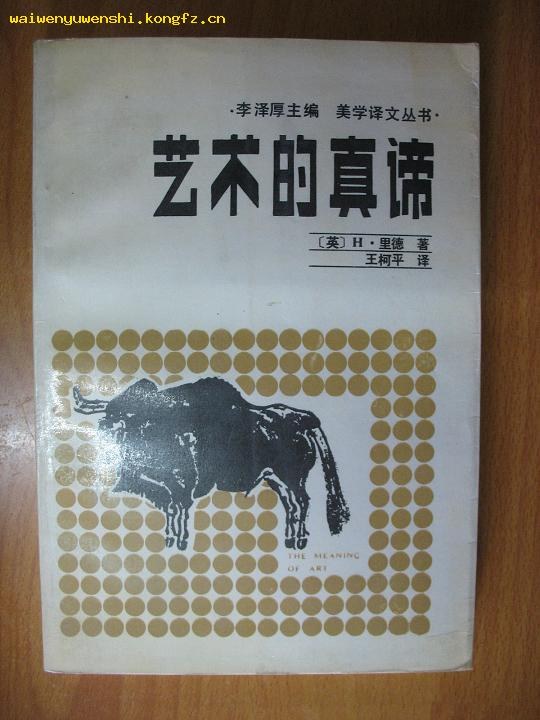 waiwenyuwenshi.kongfz.cn
·李泽厚主编 美学译文丛书·
艺术的真谛
〔英〕H·里德 著
王柯平 译
THE MEANING
OF ART